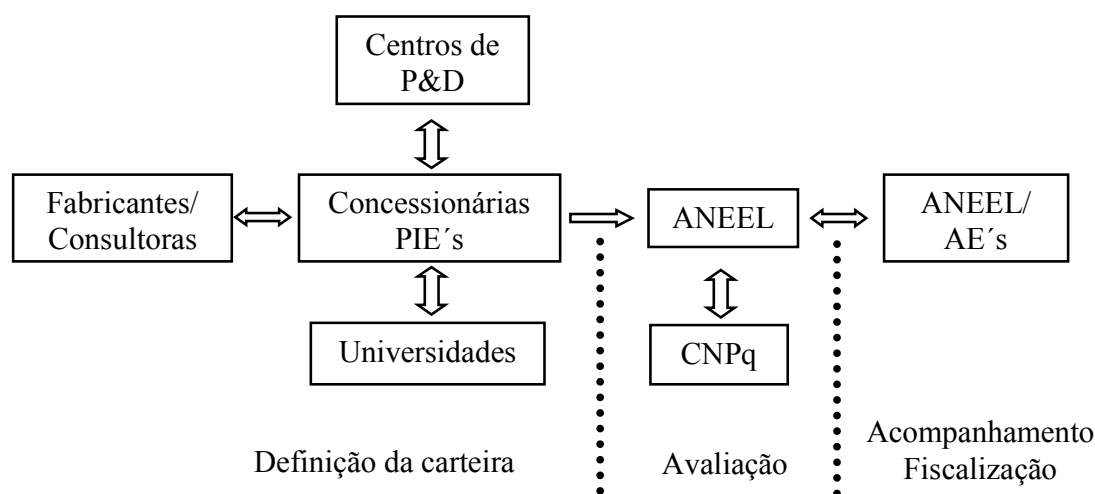 Centros de
P&D
Fabricantes/
Consultoras
Concessionárias
PIE´s
ANEEL
ANEEL/
AE´s
Universidades
CNPq
Definição da carteira
Avaliação
Acompanhamento
Fiscalização